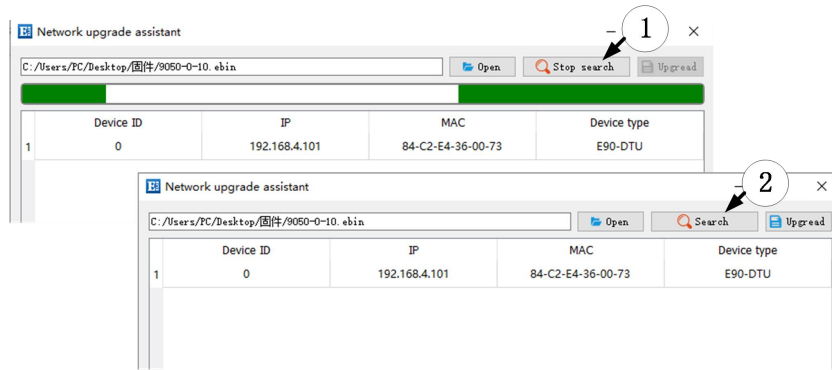 Network upgrade assistant
1
C:/Users/PC/Desktop/固件/9050-0-10.ebin Open Stop search Upgread
Device ID IP MAC Device type
1 0 192.168.4.101 84-C2-E4-36-00-73 E90-DTU
Network upgrade assistant
2
C:/Users/PC/Desktop/固件/9050-0-10.ebin Open Search Upgread
Device ID IP MAC Device type
1 0 192.168.4.101 84-C2-E4-36-00-73 E90-DTU